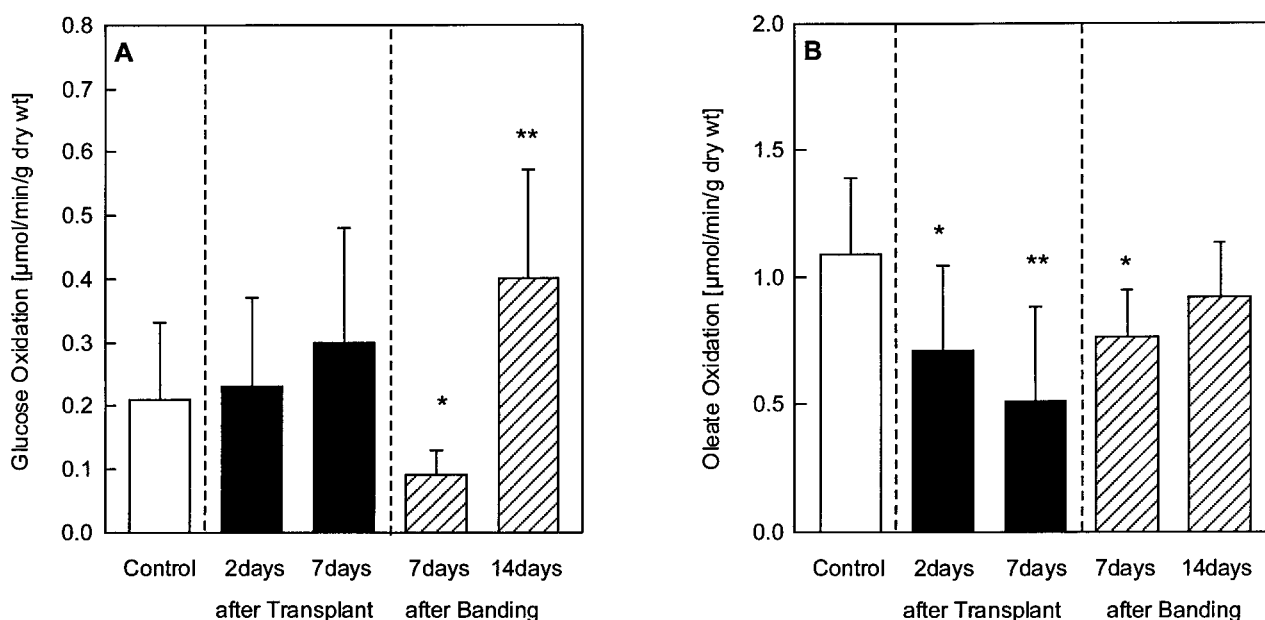 A
Glucose Oxidation [µmol/min/g dry wt]
0.8
0.7
0.6
0.5
0.4
0.3
0.2
0.1
0.0
*
**
Control 2days 7days 7days 14days
after Transplant after Banding
B
Oleate Oxidation [µmol/min/g dry wt]
2.0
1.5
1.0
0.5
0.0
*
**
*
Control 2days 7days 7days 14days
after Transplant after Banding